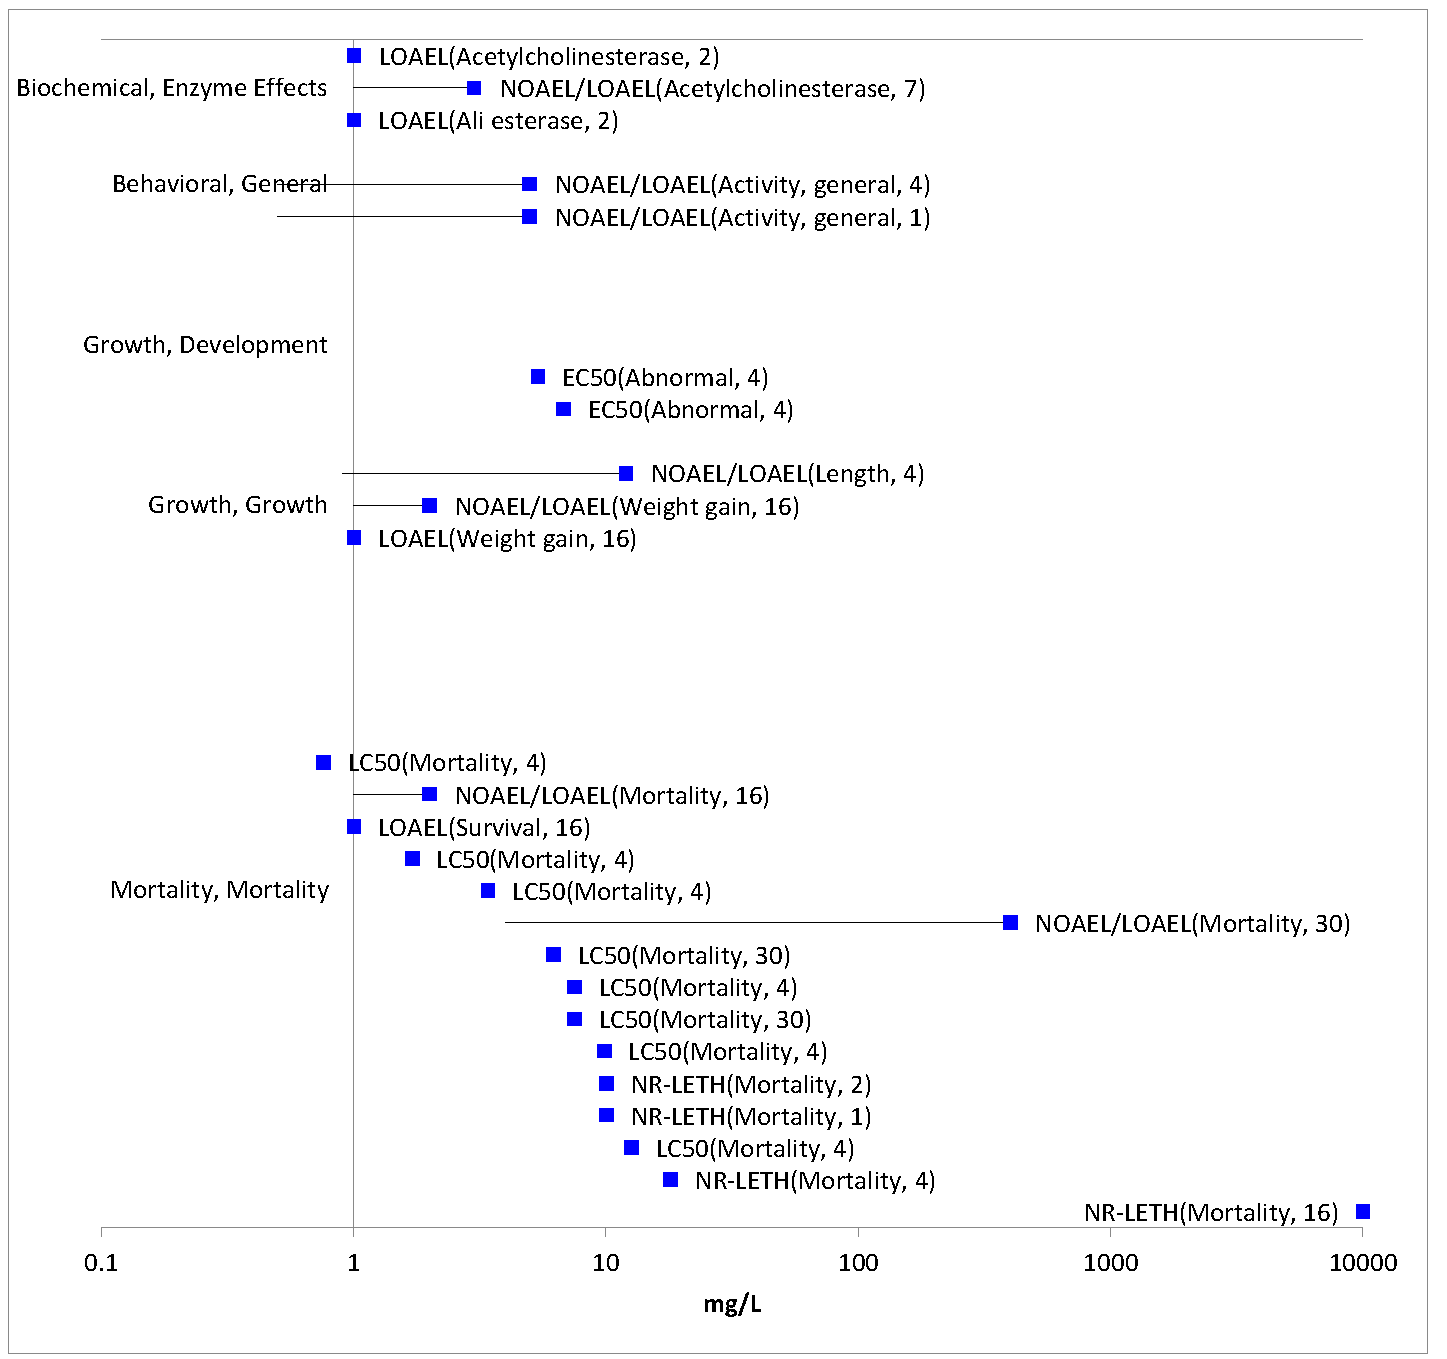 LOAEL(Acetylcholinesterase, 2)
Biochemical, Enzyme Effects
NOAEL/LOAEL(Acetylcholinesterase, 7)
LOAEL(Ali esterase, 2)
Behavioral, General
NOAEL/LOAEL(Activity, general, 4)
NOAEL/LOAEL(Activity, general, 1)
Growth, Development
EC50(Abnormal, 4)
EC50(Abnormal, 4)
NOAEL/LOAEL(Length, 4)
Growth, Growth
NOAEL/LOAEL(Weight gain, 16)
LOAEL(Weight gain, 16)
LC50(Mortality, 4)
NOAEL/LOAEL(Mortality, 16)
LOAEL(Survival, 16)
LC50(Mortality, 4)
Mortality, Mortality
LC50(Mortality, 4)
NOAEL/LOAEL(Mortality, 30)
LC50(Mortality, 30)
LC50(Mortality, 4)
LC50(Mortality, 30)
LC50(Mortality, 4)
NR-LETH(Mortality, 2)
NR-LETH(Mortality, 1)
LC50(Mortality, 4)
NR-LETH(Mortality, 4)
NR-LETH(Mortality, 16)
0.1 1 10 100 1000 10000
mg/L